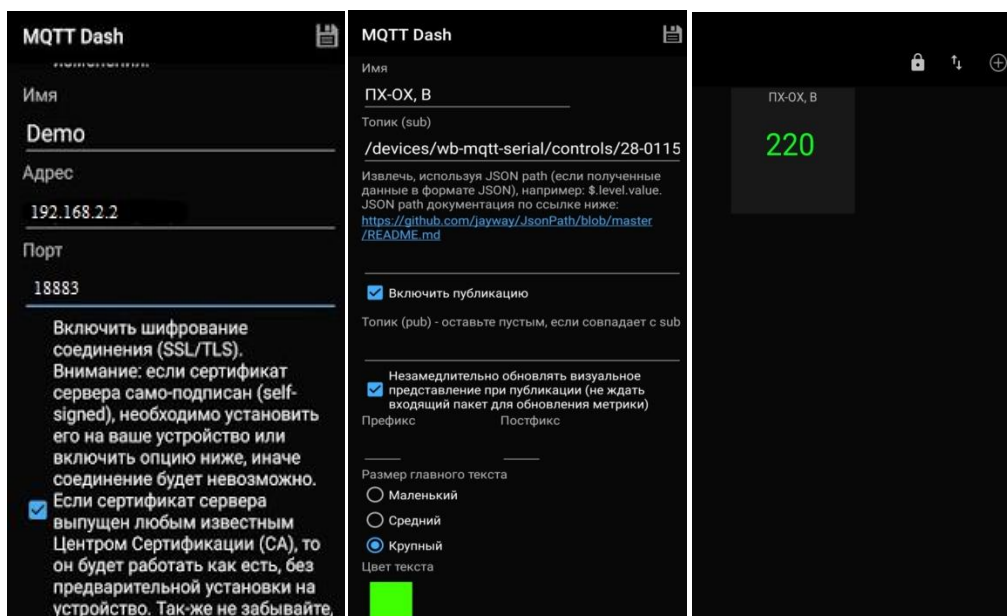 MQTT Dash
изменения.
Имя
Demo
Адрес
192.168.2.2
Порт
18883
Включить шифрование
соединения (SSL/TLS).
Внимание: если сертификат
сервера само-подписан (self-
signed), необходимо установить
его на ваше устройство или
включить опцию ниже, иначе
соединение будет невозможно.
Если сертификат сервера
выпущен любым известным
Центром Сертификации (CA), то
он будет работать как есть, без
предварительной установки на
устройство. Так-же не забывайте,
MQTT Dash
Имя
ПХ-ОХ, В
Топик (sub)
/devices/wb-mqtt-serial/controls/28-0115
Извлечь, используя JSON path (если полученные
данные в формате JSON), например: $.level.value.
JSON path документация по ссылке ниже:
https://github.com/jayway/JsonPath/blob/master
/README.md
Включить публикацию
Топик (pub) - оставьте пустым, если совпадает с sub
Незамедлительно обновлять визуальное
представление при публикации (не ждать
входящий пакет для обновления метрики)
Префикс Постфикс
Размер главного текста
Маленький
Средний
Крупный
Цвет текста
ПХ-ОХ, В
220